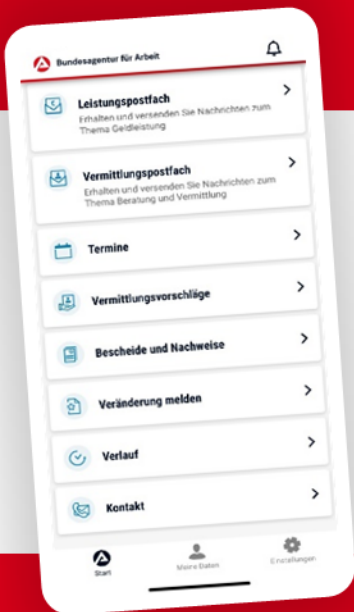 Bundesagentur für Arbeit
Leistungspostfach
Erhalten und versenden Sie Nachrichten zum
Thema Geldleistung
Vermittlungspostfach
Erhalten und versenden Sie Nachrichten zum
Thema Beratung und Vermittlung
Termine
Vermittlungsvorschläge
Bescheide und Nachweise
Veränderung melden
Verlauf
Kontakt
Start
Meine Daten
Einstellungen